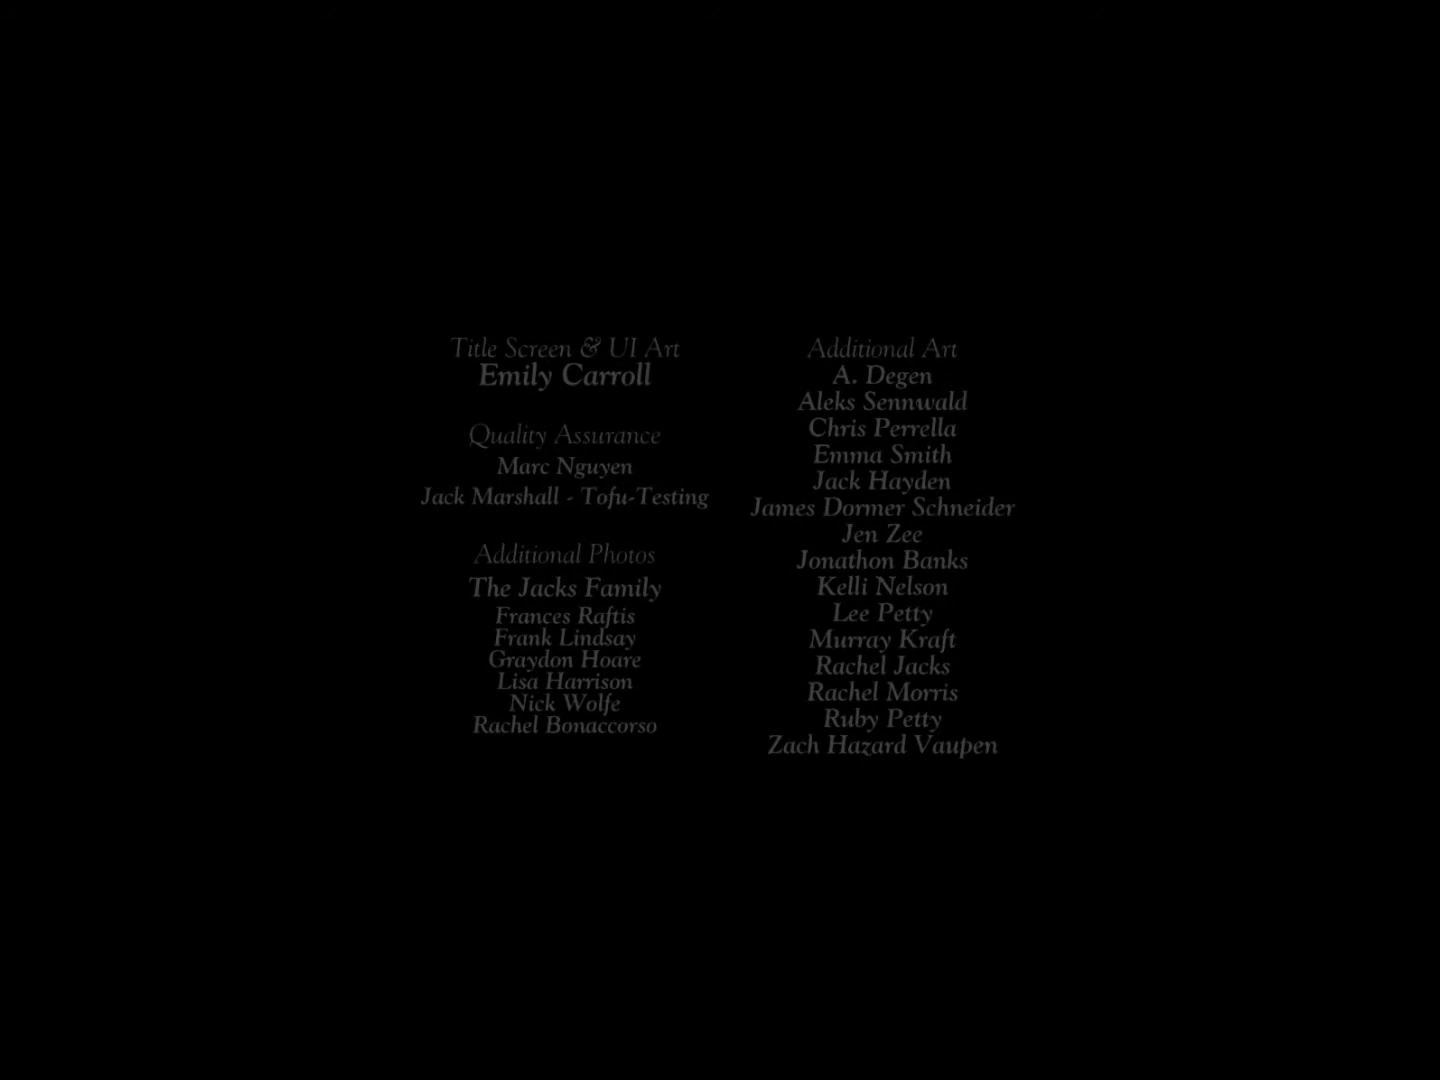 Title Screen & UI Art
Emily Carroll
Quality Assurance
Marc Nguyen
Jack Marshall - Tofu-Testing
Additional Photos
The Jacks Family
Frances Raftis
Frank Lindsay
Graydon Hoare
Lisa Harrison
Nick Wolfe
Rachel Bonaccorso
Additional Art
A. Degen
Aleks Sennwald
Chris Perrella
Emma Smith
Jack Hayden
James Dormer Schneider
Jen Zee
Jonathon Banks
Kelli Nelson
Lee Petty
Murray Kraft
Rachel Jacks
Rachel Morris
Ruby Petty
Zach Hazard Vaupen